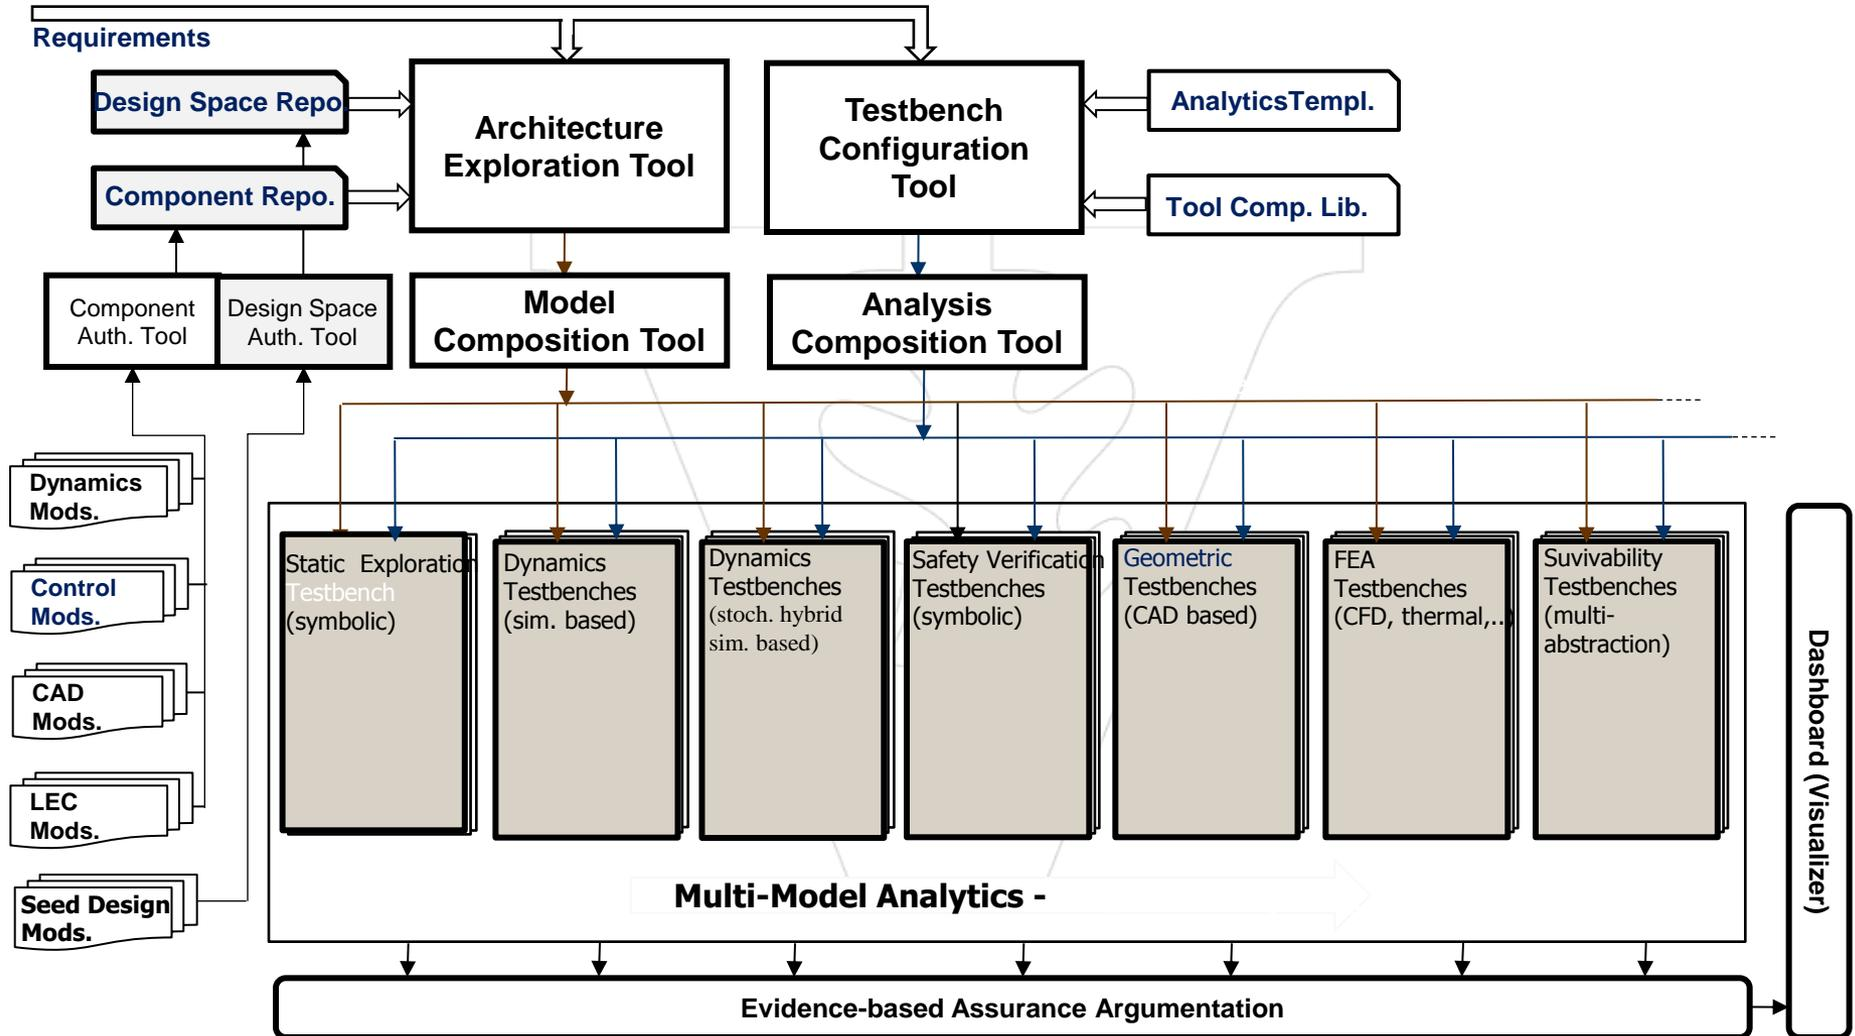 Requirements
Design Space Repo.
Component Repo.
Architecture
Exploration Tool
Testbench
Configuration
Tool
AnalyticsTempl.
Tool Comp. Lib.
Component
Auth. Tool
Design Space
Auth. Tool
Model
Composition Tool
Analysis
Composition Tool
Dynamics
Mods.
Control
Mods.
CAD
Mods.
LEC
Mods.
Seed Design
Mods.
Static Exploration
Testbench
(symbolic)
Dynamics
Testbenches
(sim. based)
Dynamics
Testbenches
(stoch. hybrid
sim. based)
Safety Verification
Testbenches
(symbolic)
Geometric
Testbenches
(CAD based)
FEA
Testbenches
(CFD, thermal,..)
Suvivability
Testbenches
(multi-
abstraction)
Multi-Model Analytics -
Evidence-based Assurance Argumentation
Dashboard (Visualizer)